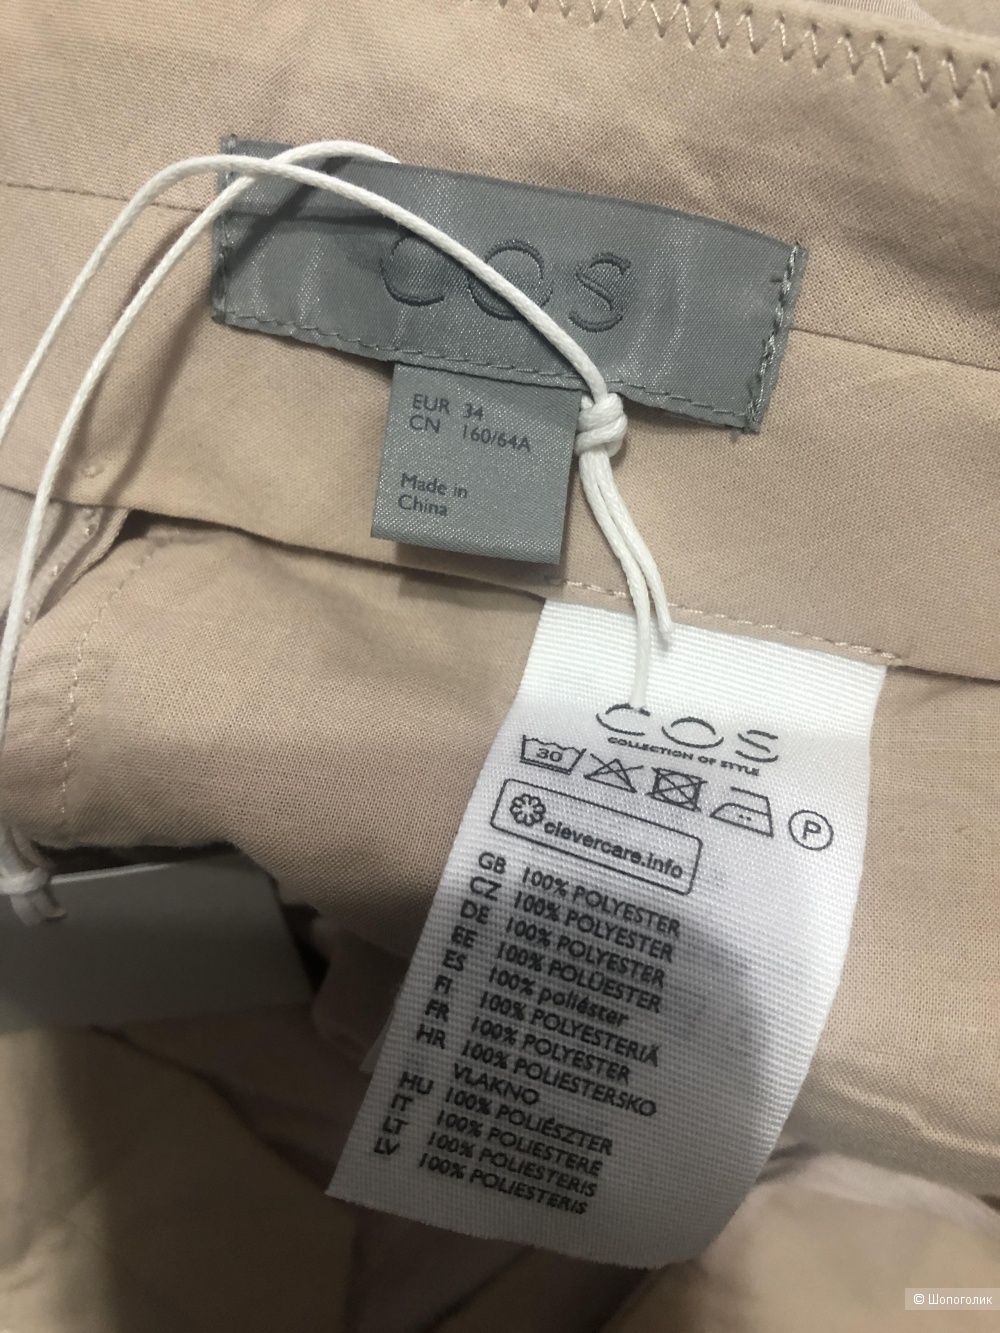 COS
EUR 34
CN 160/64A
Made in
China
COS
COLLECTION OF STYLE
30
P
clevercare.info
GB 100% POLYESTER
CZ 100% POLYESTER
DE 100% POLYESTER
EE 100% POLÜESTER
ES 100% poliéster
FI 100% POLYESTERIÄ
FR 100% POLYESTER
HR 100% POLIESTERSKO
VLAKNO
HU 100% POLIÉSZTER
IT 100% POLIESTERE
LT 100% POLIESTERIS
LV 100% POLIESTERIS
© Шопоголик